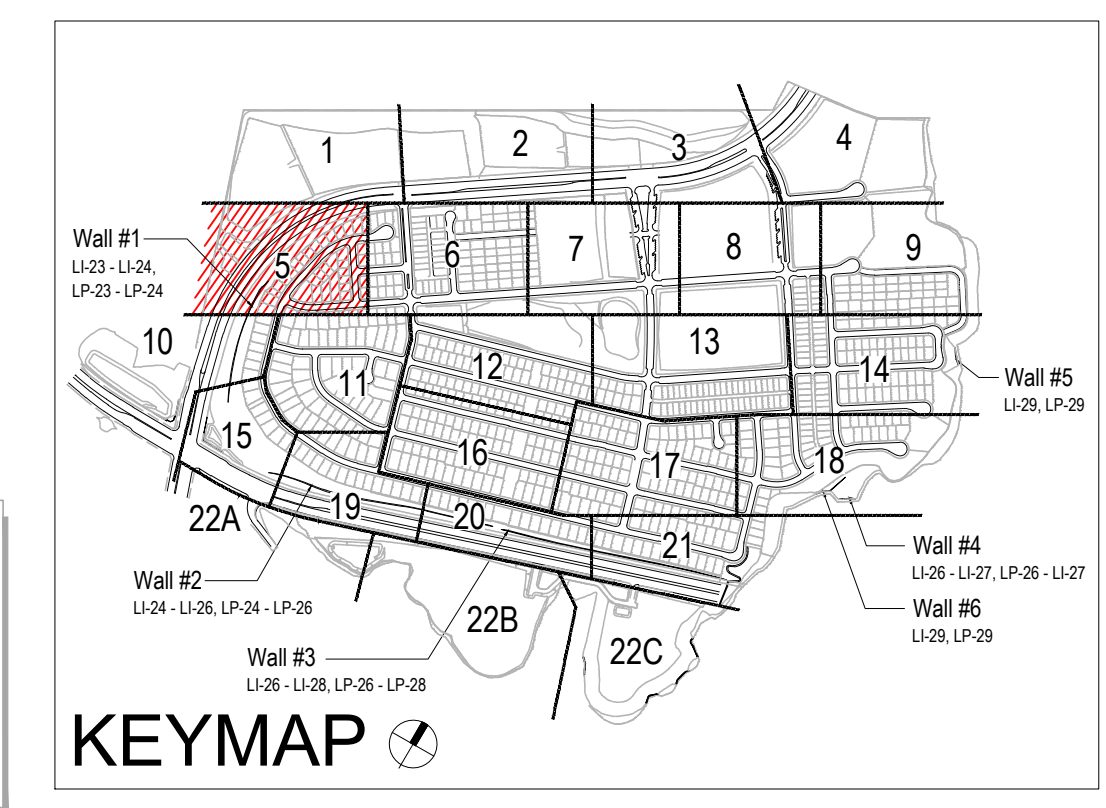 1
2
3
4
Wall #1
LI-23 - LI-24,
LP-23 - LP-24
5
6
7
8
9
10
11
12
13
14
Wall #5
LI-29, LP-29
15
16
17
18
22A
19
20
21
Wall #4
LI-26 - LI-27, LP-26 - LI-27
Wall #2
LI-24 - LI-26, LP-24 - LP-26
22B
Wall #6
LI-29, LP-29
22C
Wall #3
LI-26 - LI-28, LP-26 - LP-28
KEYMAP